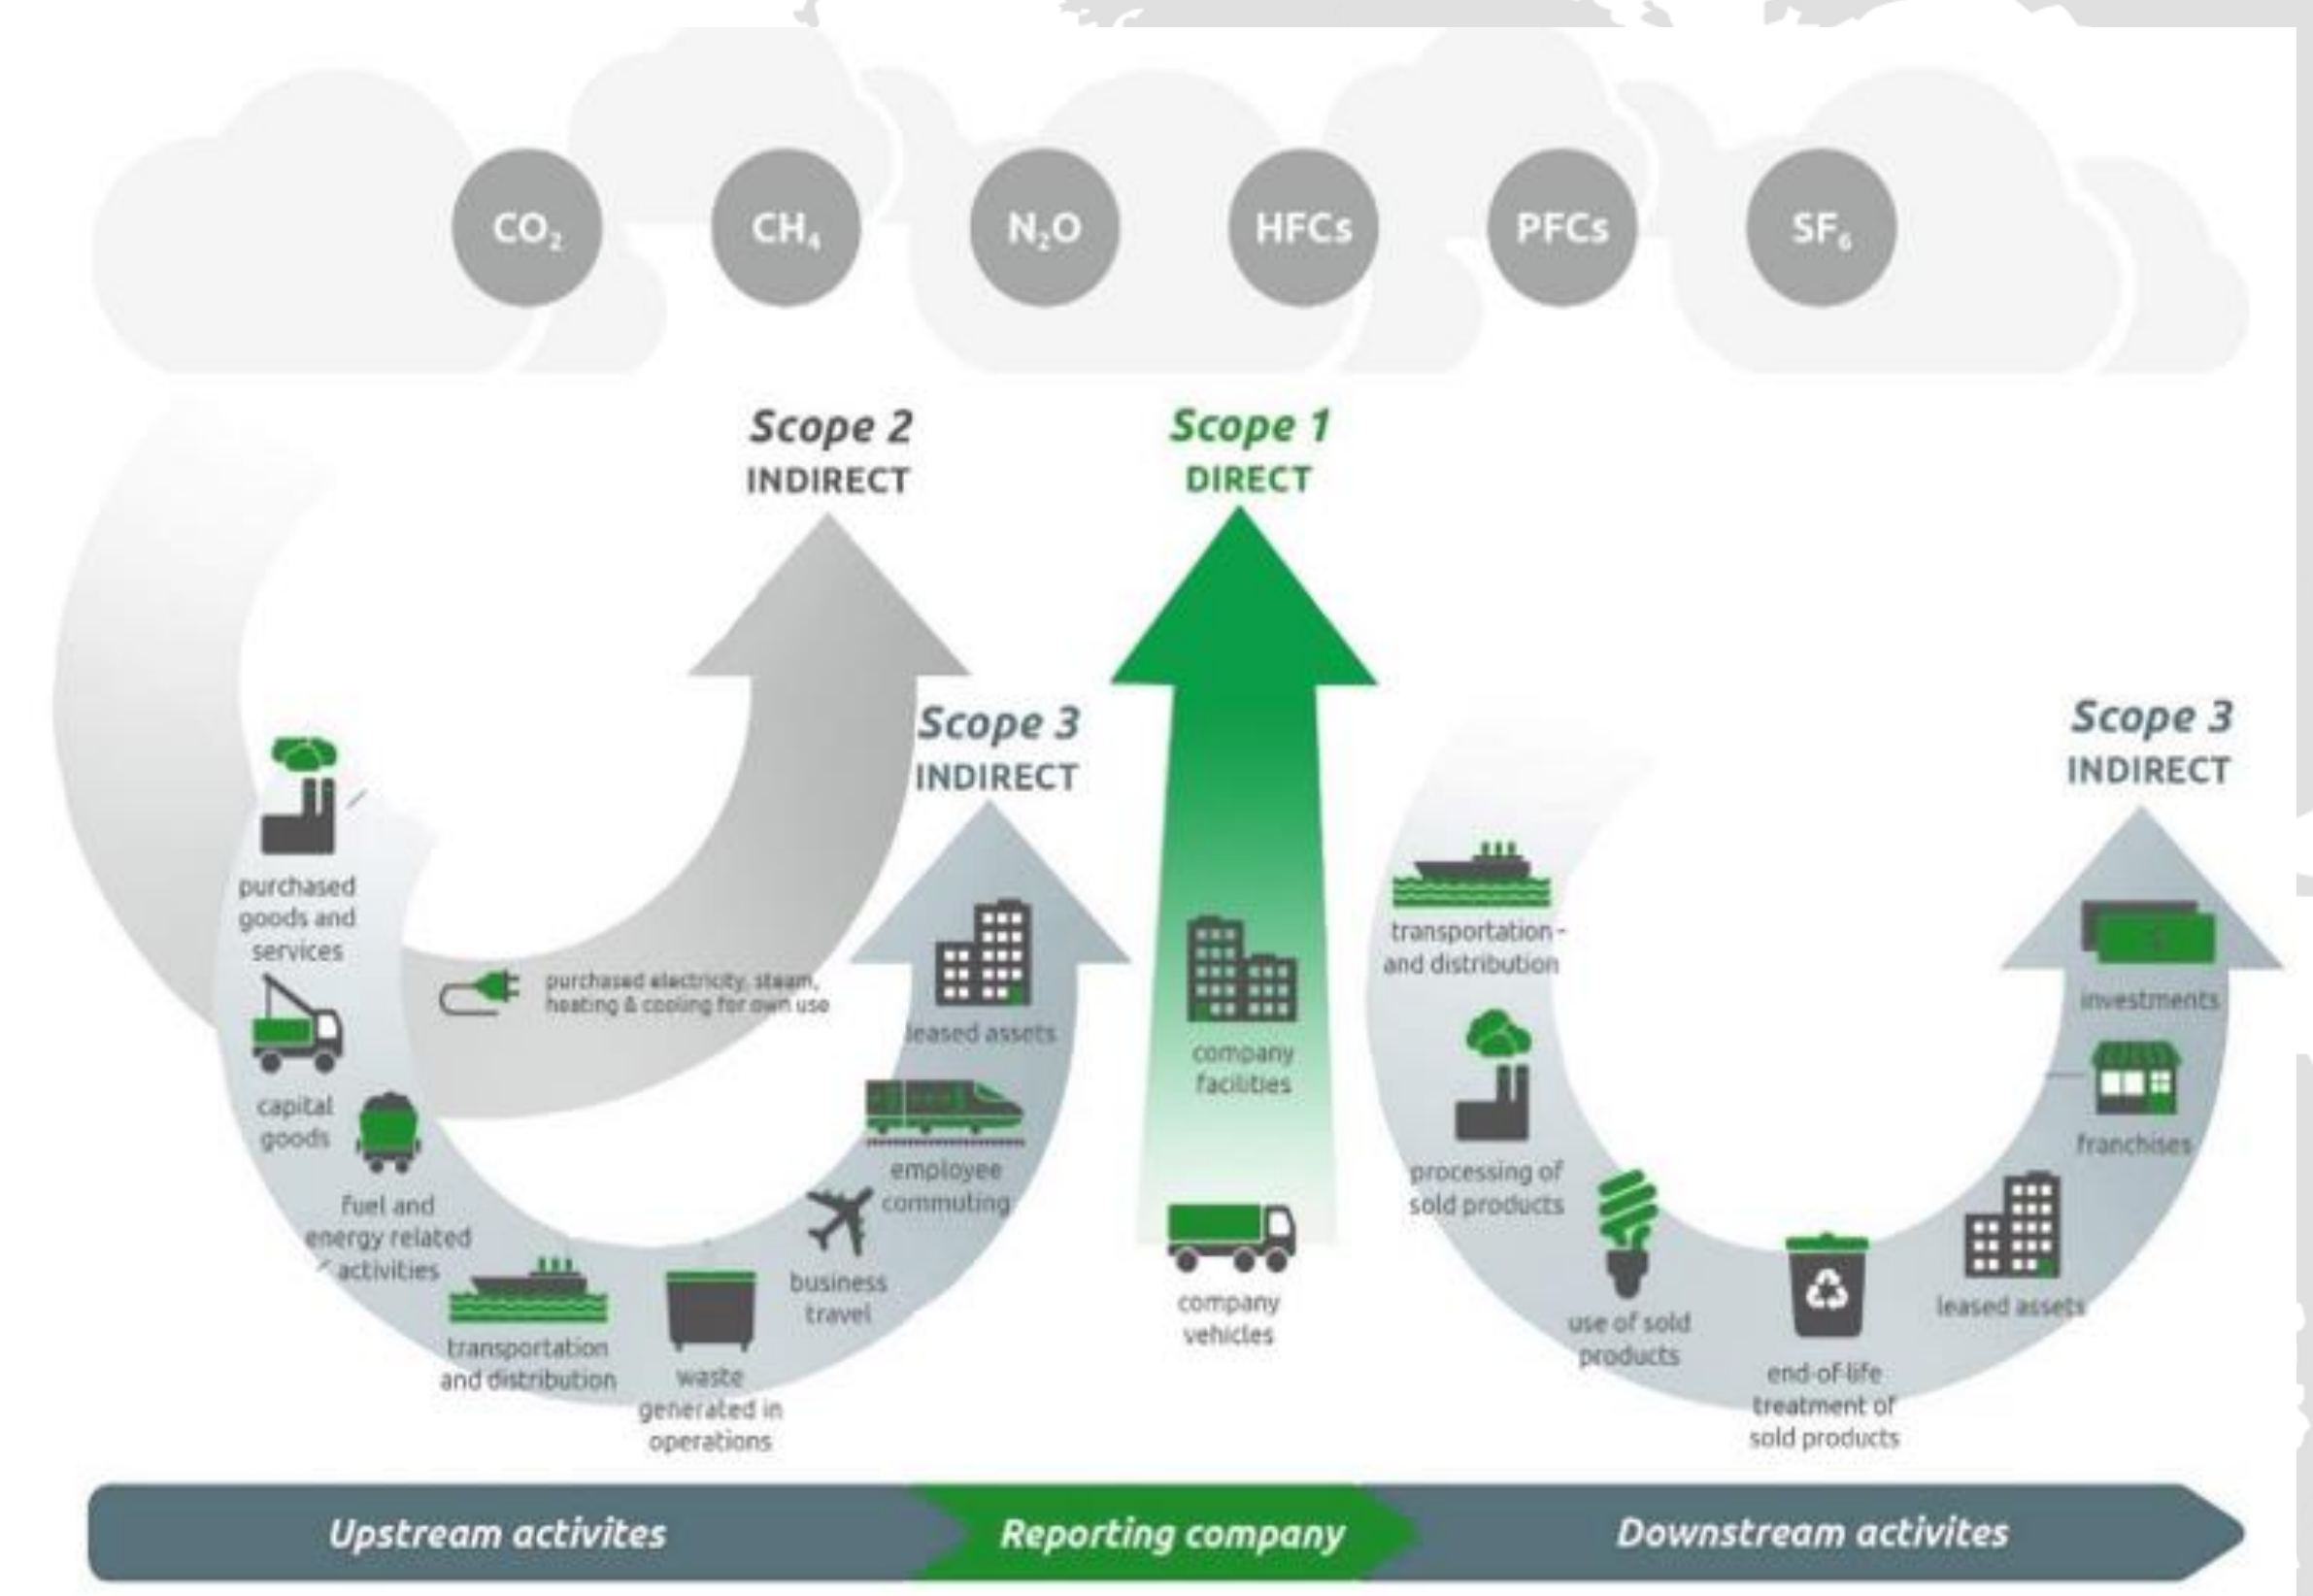 CO₂
CH₄
N₂O
HFCs
PFCs
SF₆
Scope 2
INDIRECT
Scope 1
DIRECT
Scope 3
INDIRECT
Scope 3
INDIRECT
purchased
goods and
services
capital
goods
fuel and
energy related
activities
purchased electricity, steam,
heating & cooling for own use
transportation
and distribution
waste
generated in
operations
business
travel
employee
commuting
leased assets
company
facilities
company
vehicles
transportation -
and distribution
processing of
sold products
use of sold
products
end-of-life
treatment of
sold products
leased assets
franchises
investments
Upstream activites
Reporting company
Downstream activites